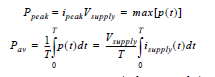 P_peak = i_peak V_supply = max[p(t)]
P_av = 1/T ∫_0^T p(t)dt = V_supply/T ∫_0^T i_supply(t)dt